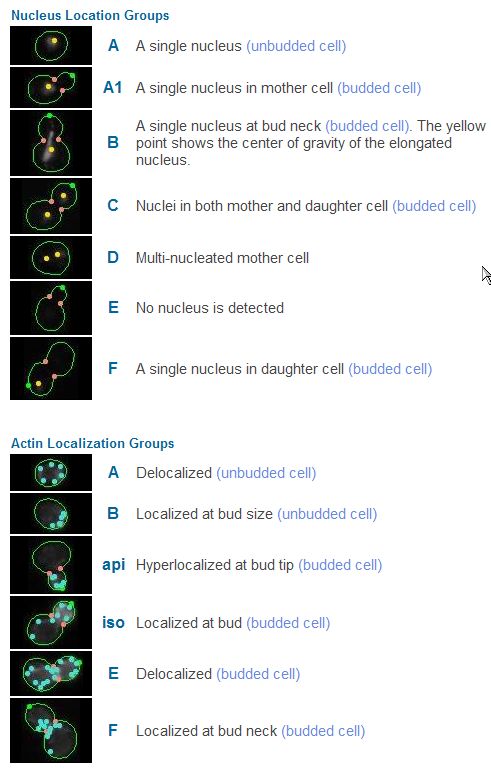 Nucleus Location Groups
A A single nucleus (unbudded cell)
A1 A single nucleus in mother cell (budded cell)
B A single nucleus at bud neck (budded cell). The yellow
point shows the center of gravity of the elongated
nucleus.
C Nuclei in both mother and daughter cell (budded cell)
D Multi-nucleated mother cell
E No nucleus is detected
F A single nucleus in daughter cell (budded cell)
Actin Localization Groups
A Delocalized (unbudded cell)
B Localized at bud size (unbudded cell)
api Hyperlocalized at bud tip (budded cell)
iso Localized at bud (budded cell)
E Delocalized (budded cell)
F Localized at bud neck (budded cell)